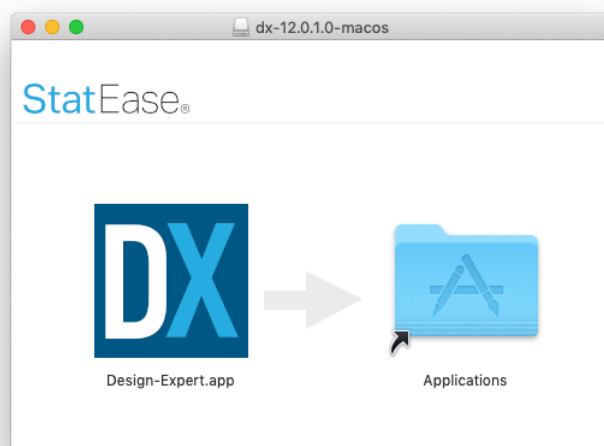 dx-12.0.1.0-macos
StatEase®
DX
Design-Expert.app
Applications